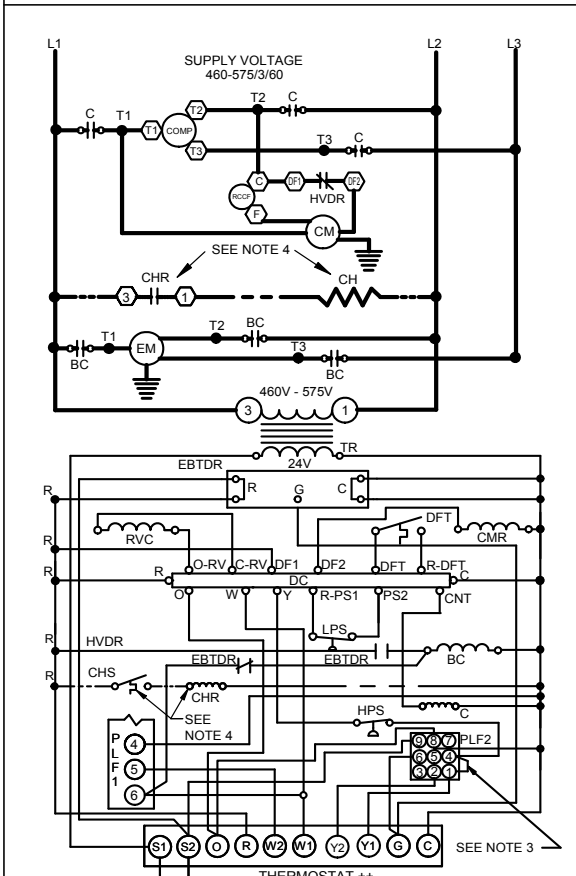 L1 L2 L3
SUPPLY VOLTAGE
460-575/3/60
C T1 T1 COMP T2 T2 C
T3 T3 C
C DF1 DF2
HVDR
RCCF
F CM
SEE NOTE 4
CHR CH
3 1
T1 T2 BC
EM T3
BC BC
460V - 575V
3 1
TR
24V
EBTDR
R R G C
DFT
RVC CMR
R
O-RV C-RV DF1 DF2 DFT R-DFT
R R DC C
O W Y R-PS1 PS2 CNT
LPS
R HVDR
EBTDR EBTDR BC
R CHS
CHR
C
SEE
NOTE 4
HPS
PLF1
4
5
6
9 8 7 PLF2
6 5 4
3 2 1
SEE NOTE 3
S1 S2 O R W2 W1 Y2 Y1 G C
THERMOSTAT ++